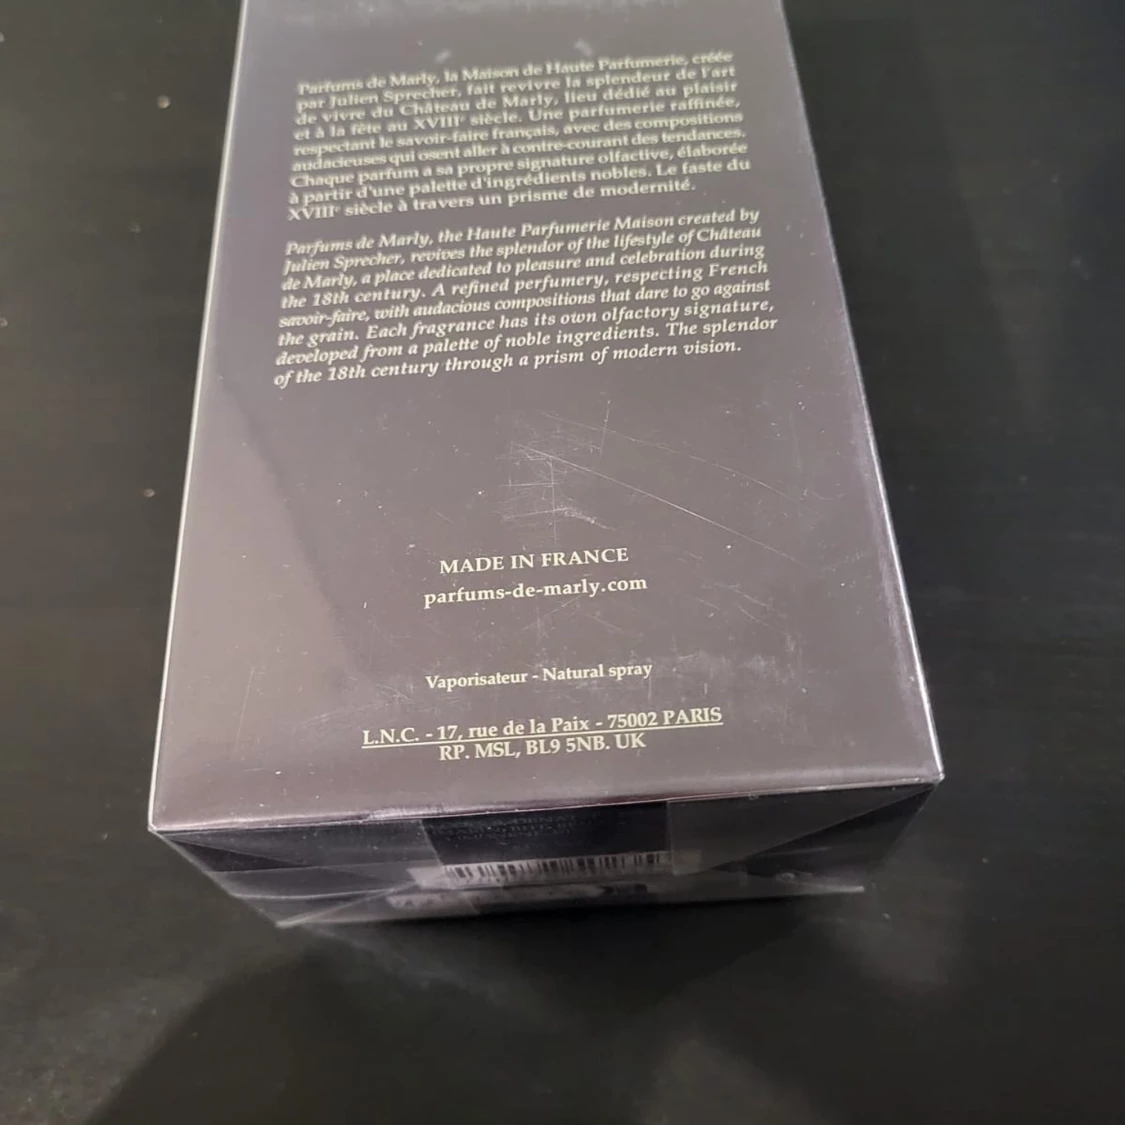 Parfums de Marly, la Maison de Haute Parfumerie, créée
par Julien Sprecher, fait revivre la splendeur de l'art
de vivre du Château de Marly, lieu dédié au plaisir
et à la fête au XVIIIᵉ siècle. Une parfumerie raffinée,
respectant le savoir-faire français, avec des compositions
audacieuses qui osent aller à contre-courant des tendances.
Chaque parfum a sa propre signature olfactive, élaborée
à partir d'une palette d'ingrédients nobles. Le faste du
XVIIIᵉ siècle à travers un prisme de modernité.
Parfums de Marly, the Haute Parfumerie Maison created by
Julien Sprecher, revives the splendor of the lifestyle of Château
de Marly, a place dedicated to pleasure and celebration during
the 18th century. A refined perfumery, respecting French
savoir-faire, with audacious compositions that dare to go against
the grain. Each fragrance has its own olfactory signature,
developed from a palette of noble ingredients. The splendor
of the 18th century through a prism of modern vision.
MADE IN FRANCE
parfums-de-marly.com
Vaporisateur - Natural spray
L.N.C. - 17, rue de la Paix - 75002 PARIS
RP. MSL, BL9 5NB. UK